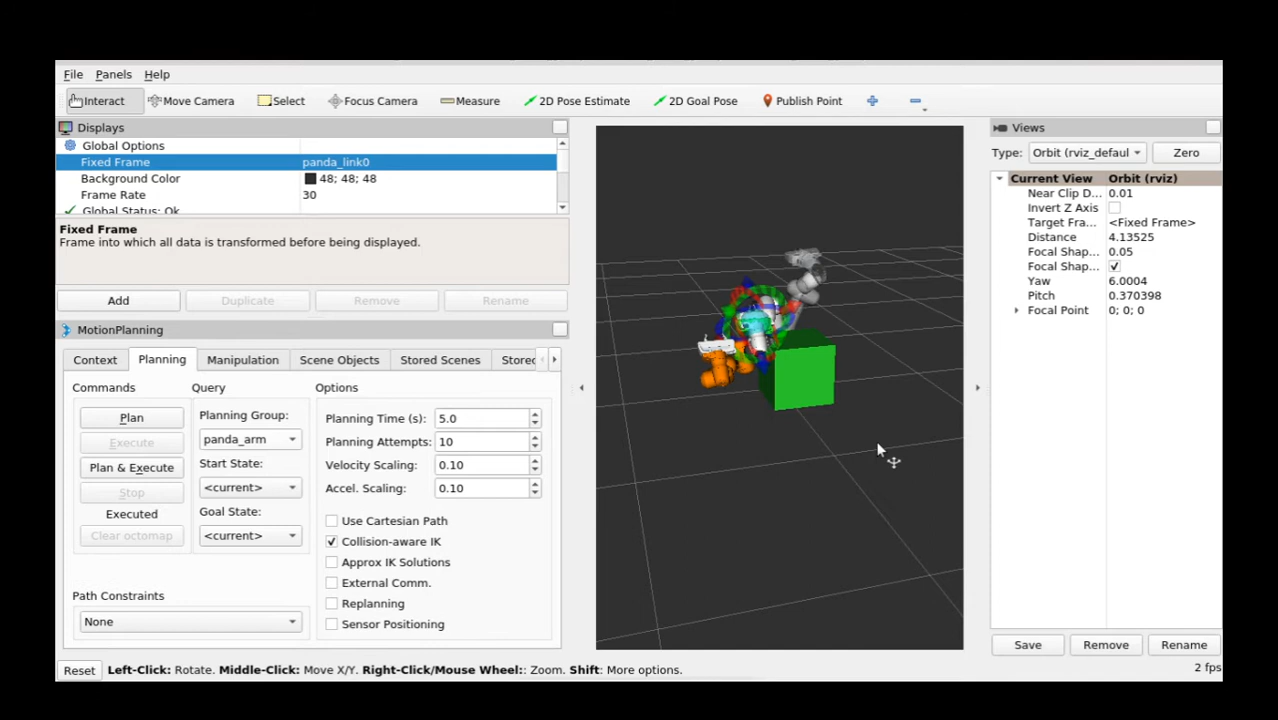 File Panels Help
Interact Move Camera Select Focus Camera Measure 2D Pose Estimate 2D Goal Pose Publish Point
Displays
Global Options
Fixed Frame panda_link0
Background Color 48; 48; 48
Frame Rate 30
Global Status: Ok
Fixed Frame
Frame into which all data is transformed before being displayed.
Add Duplicate Remove Rename
MotionPlanning
Context Planning Manipulation Scene Objects Stored Scenes Stored
Commands Query Options
Plan
Execute
Plan & Execute
Stop
Executed
Clear octomap
Planning Group:
panda_arm
Start State:
<current>
Goal State:
<current>
Planning Time (s): 5.0
Planning Attempts: 10
Velocity Scaling: 0.10
Accel. Scaling: 0.10
Use Cartesian Path
Collision-aware IK
Approx IK Solutions
External Comm.
Replanning
Sensor Positioning
Path Constraints
None
Reset Left-Click: Rotate. Middle-Click: Move X/Y. Right-Click/Mouse Wheel:: Zoom. Shift: More options.
Views
Type: Orbit (rviz_defaul Zero
Current View Orbit (rviz)
Near Clip D... 0.01
Invert Z Axis
Target Fra... <Fixed Frame>
Distance 4.13525
Focal Shap... 0.05
Focal Shap...
Yaw 6.0004
Pitch 0.370398
Focal Point 0; 0; 0
Save Remove Rename
2 fps